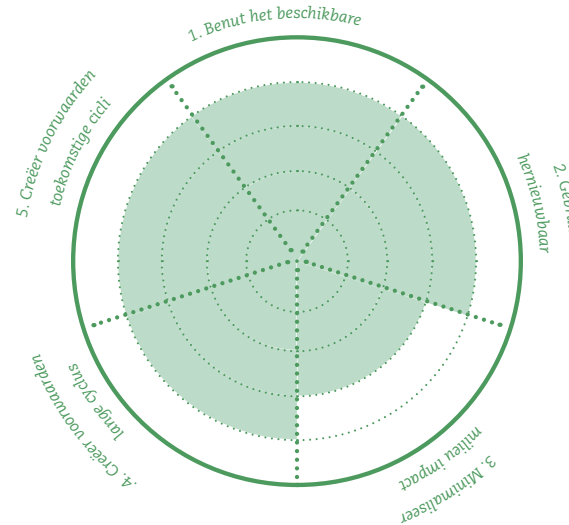 1. Benut het beschikbare
2.
hernieuwbaar
3. Minimaliseer
milieu impact
.4. Creëer voorwaarden
lange cyclus
5. Creëer voorwaarden
toekomstige cicli